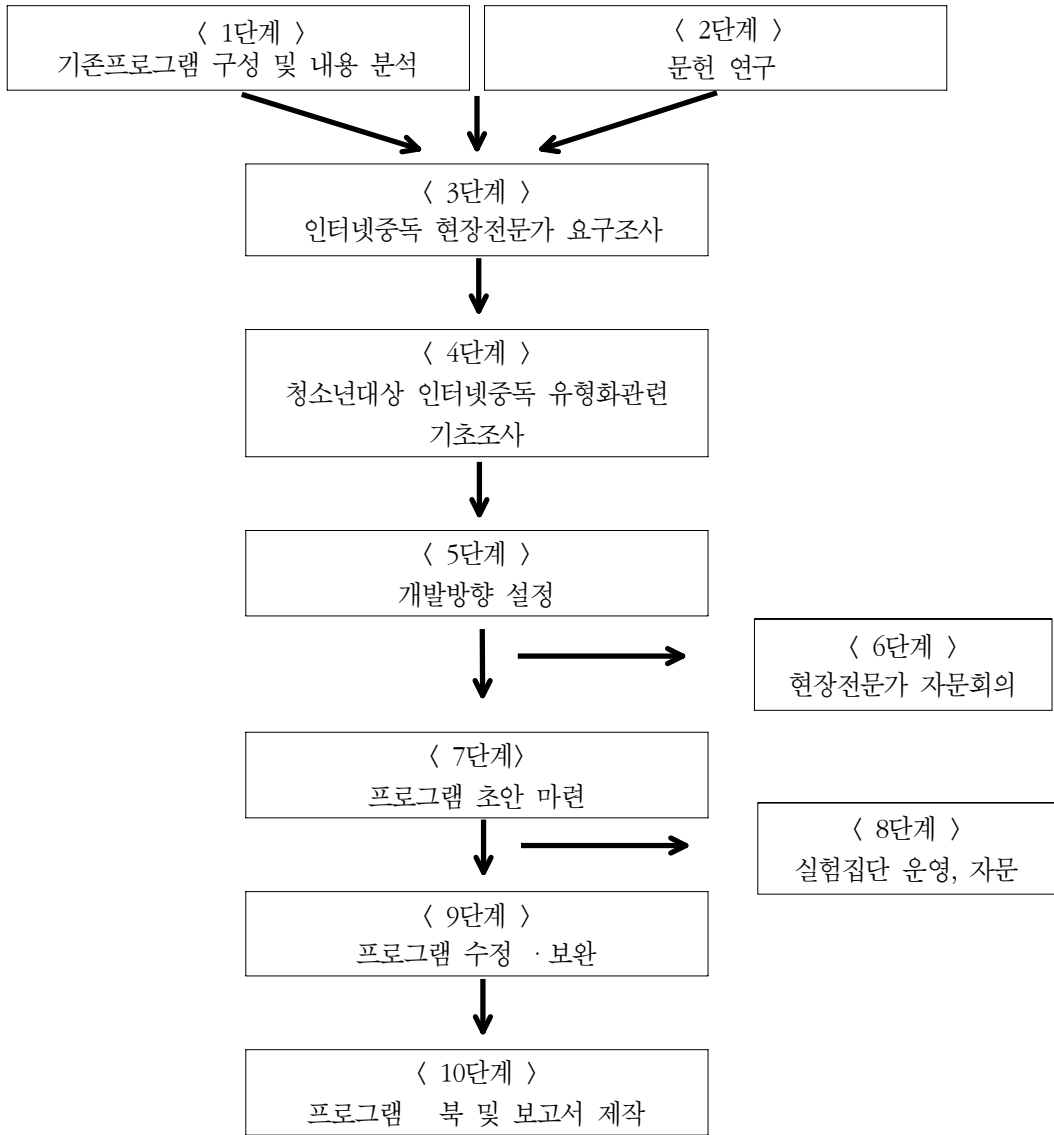 〈 1단계 〉
기존프로그램 구성 및 내용 분석
〈 2단계 〉
문헌 연구
〈 3단계 〉
인터넷중독 현장전문가 요구조사
〈 4단계 〉
청소년대상 인터넷중독 유형화관련
기초조사
〈 5단계 〉
개발방향 설정
〈 6단계 〉
현장전문가 자문회의
〈 7단계〉
프로그램 초안 마련
〈 8단계 〉
실험집단 운영, 자문
〈 9단계 〉
프로그램 수정 ·보완
〈 10단계 〉
프로그램 북 및 보고서 제작